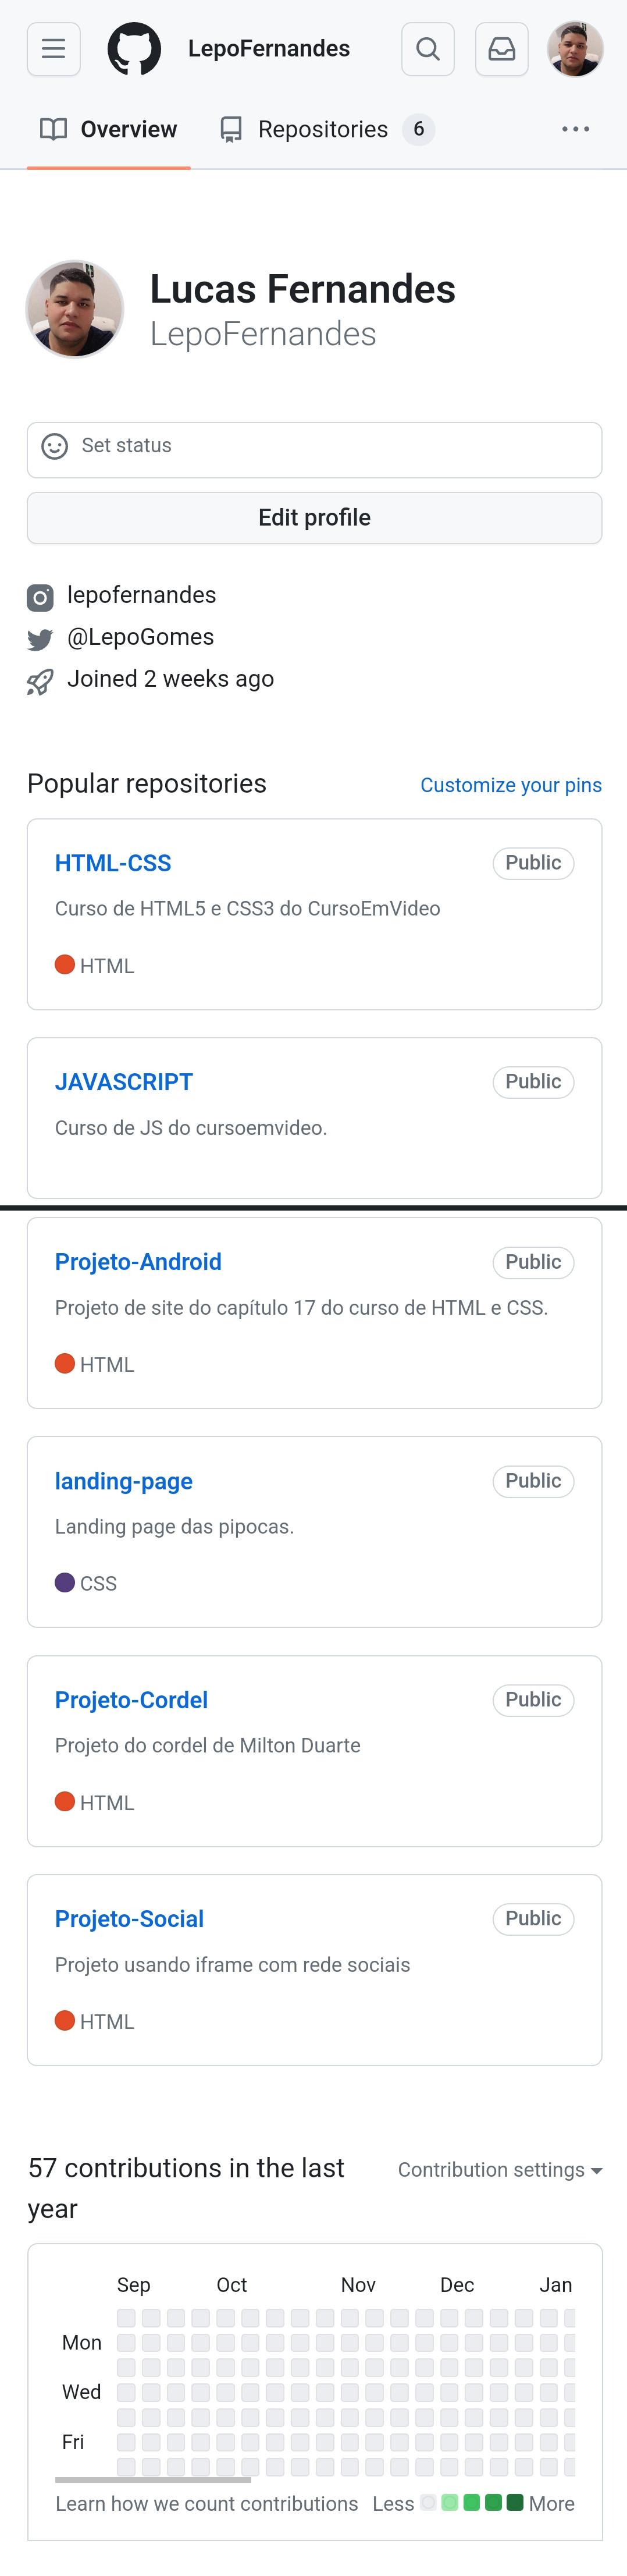 LepoFernandes
Overview
Repositories 6
Lucas Fernandes
LepoFernandes
Set status
Edit profile
lepofernandes
@LepoGomes
Joined 2 weeks ago
Popular repositories
Customize your pins
HTML-CSS
Public
Curso de HTML5 e CSS3 do CursoEmVideo
HTML
JAVASCRIPT
Public
Curso de JS do cursoemvideo.
Projeto-Android
Public
Projeto de site do capítulo 17 do curso de HTML e CSS.
HTML
landing-page
Public
Landing page das pipocas.
CSS
Projeto-Cordel
Public
Projeto do cordel de Milton Duarte
HTML
Projeto-Social
Public
Projeto usando iframe com rede sociais
HTML
57 contributions in the last
year
Contribution settings
Sep Oct Nov Dec Jan
Mon
Wed
Fri
Learn how we count contributions
Less More